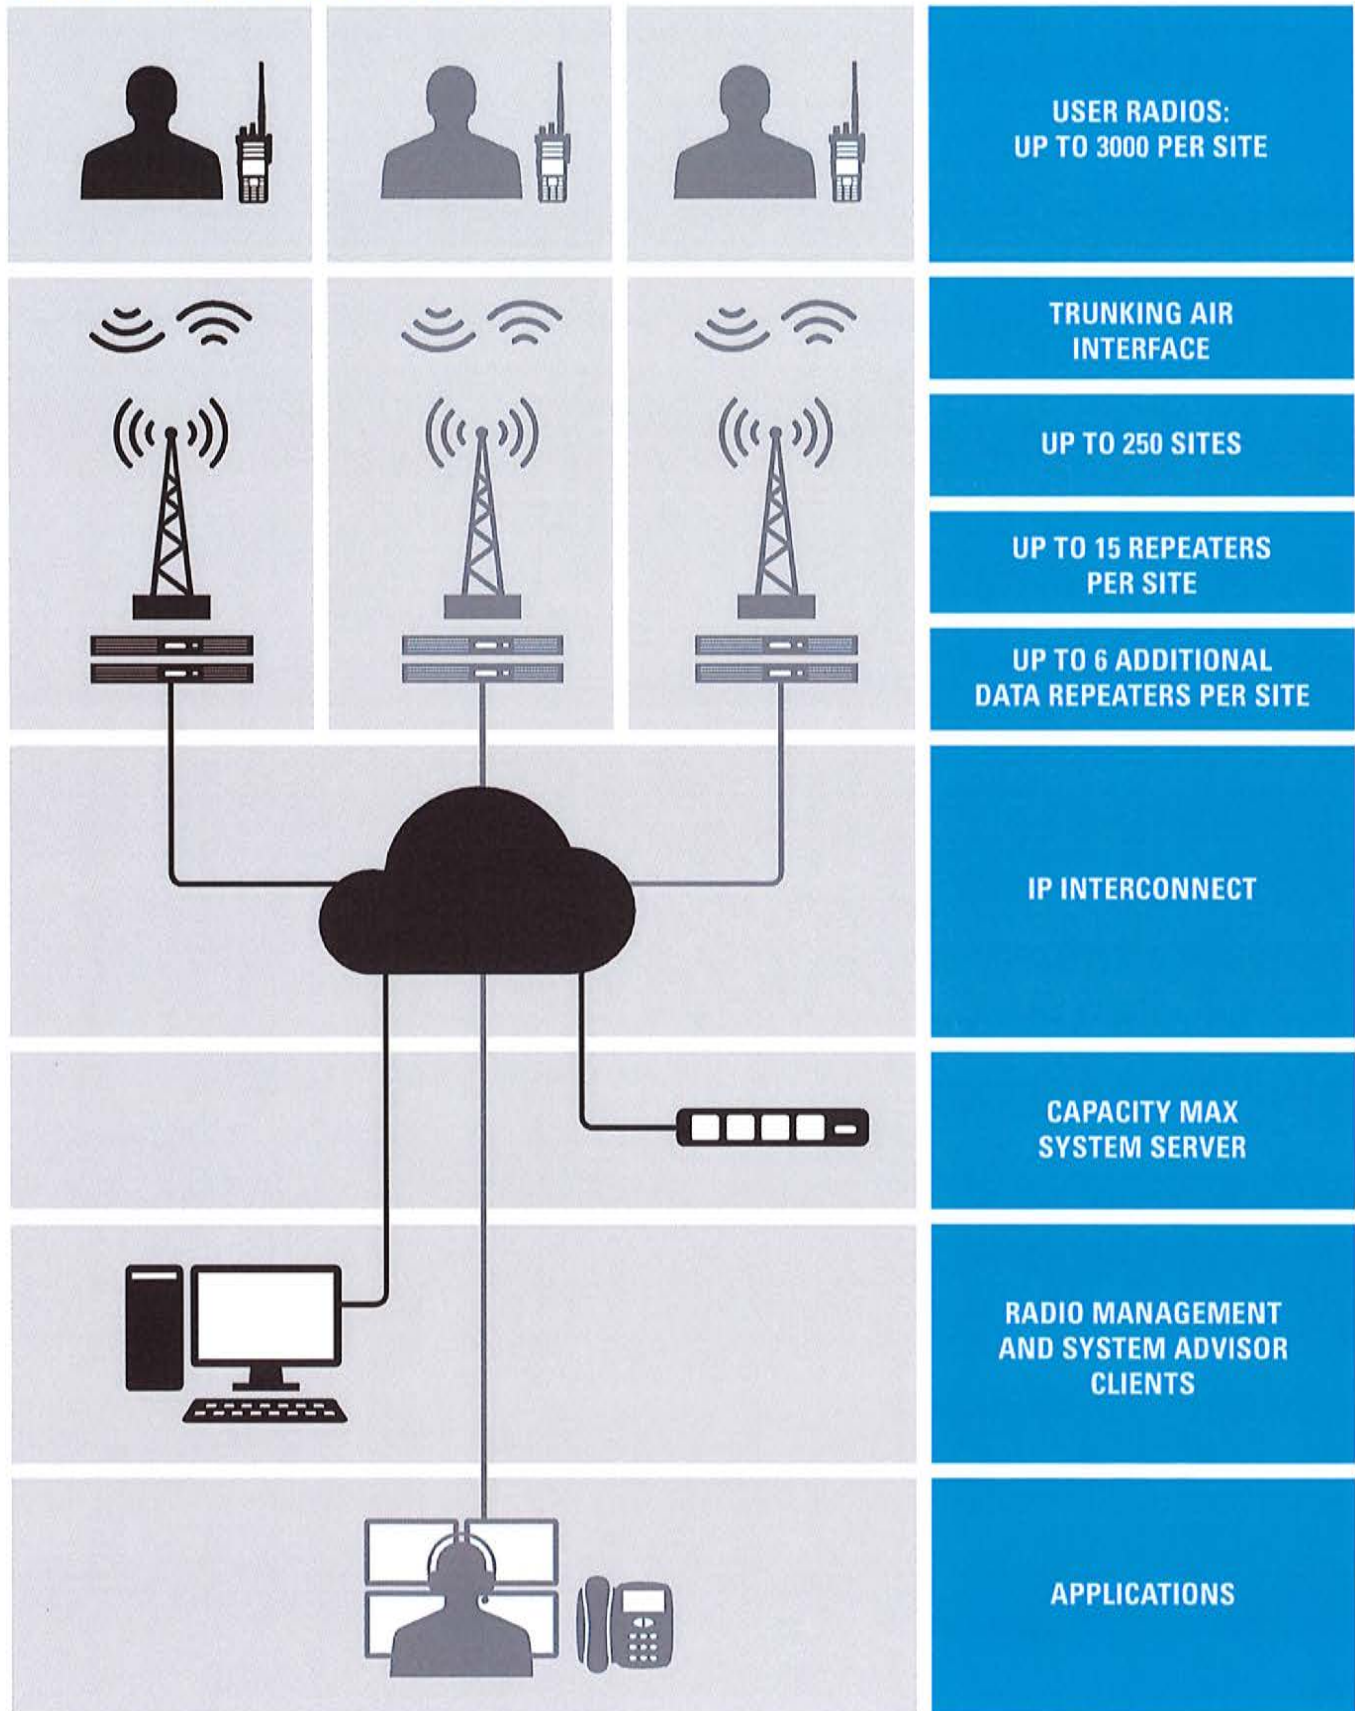 USER RADIOS:
UP TO 3000 PER SITE
TRUNKING AIR
INTERFACE
UP TO 250 SITES
UP TO 15 REPEATERS
PER SITE
UP TO 6 ADDITIONAL
DATA REPEATERS PER SITE
IP INTERCONNECT
CAPACITY MAX
SYSTEM SERVER
RADIO MANAGEMENT
AND SYSTEM ADVISOR
CLIENTS
APPLICATIONS